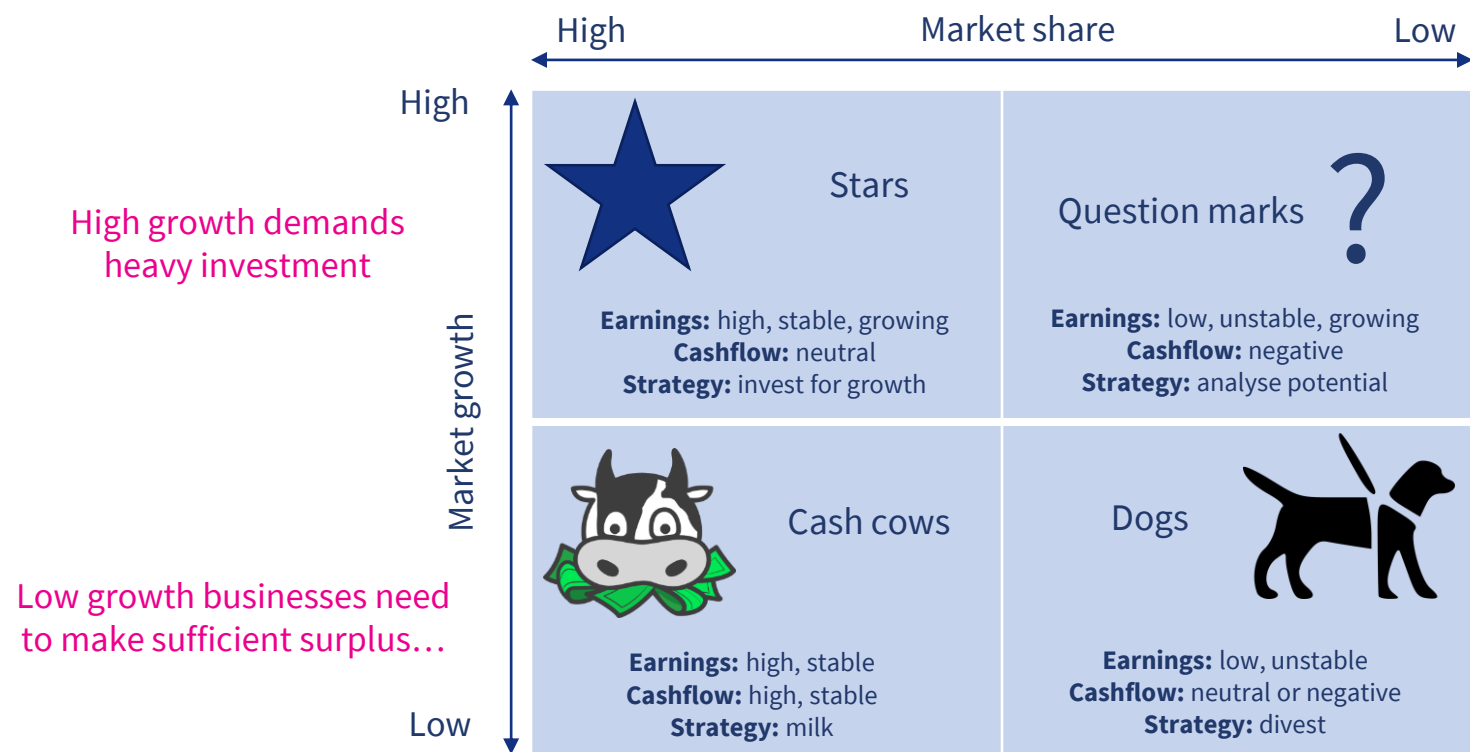 High
Market share
Low
High
High growth demands
heavy investment
Market growth
Low growth businesses need
to make sufficient surplus…
Low
Stars
Earnings: high, stable, growing
Cashflow: neutral
Strategy: invest for growth
Question marks
?
Earnings: low, unstable, growing
Cashflow: negative
Strategy: analyse potential
Cash cows
Earnings: high, stable
Cashflow: high, stable
Strategy: milk
Dogs
Earnings: low, unstable
Cashflow: neutral or negative
Strategy: divest